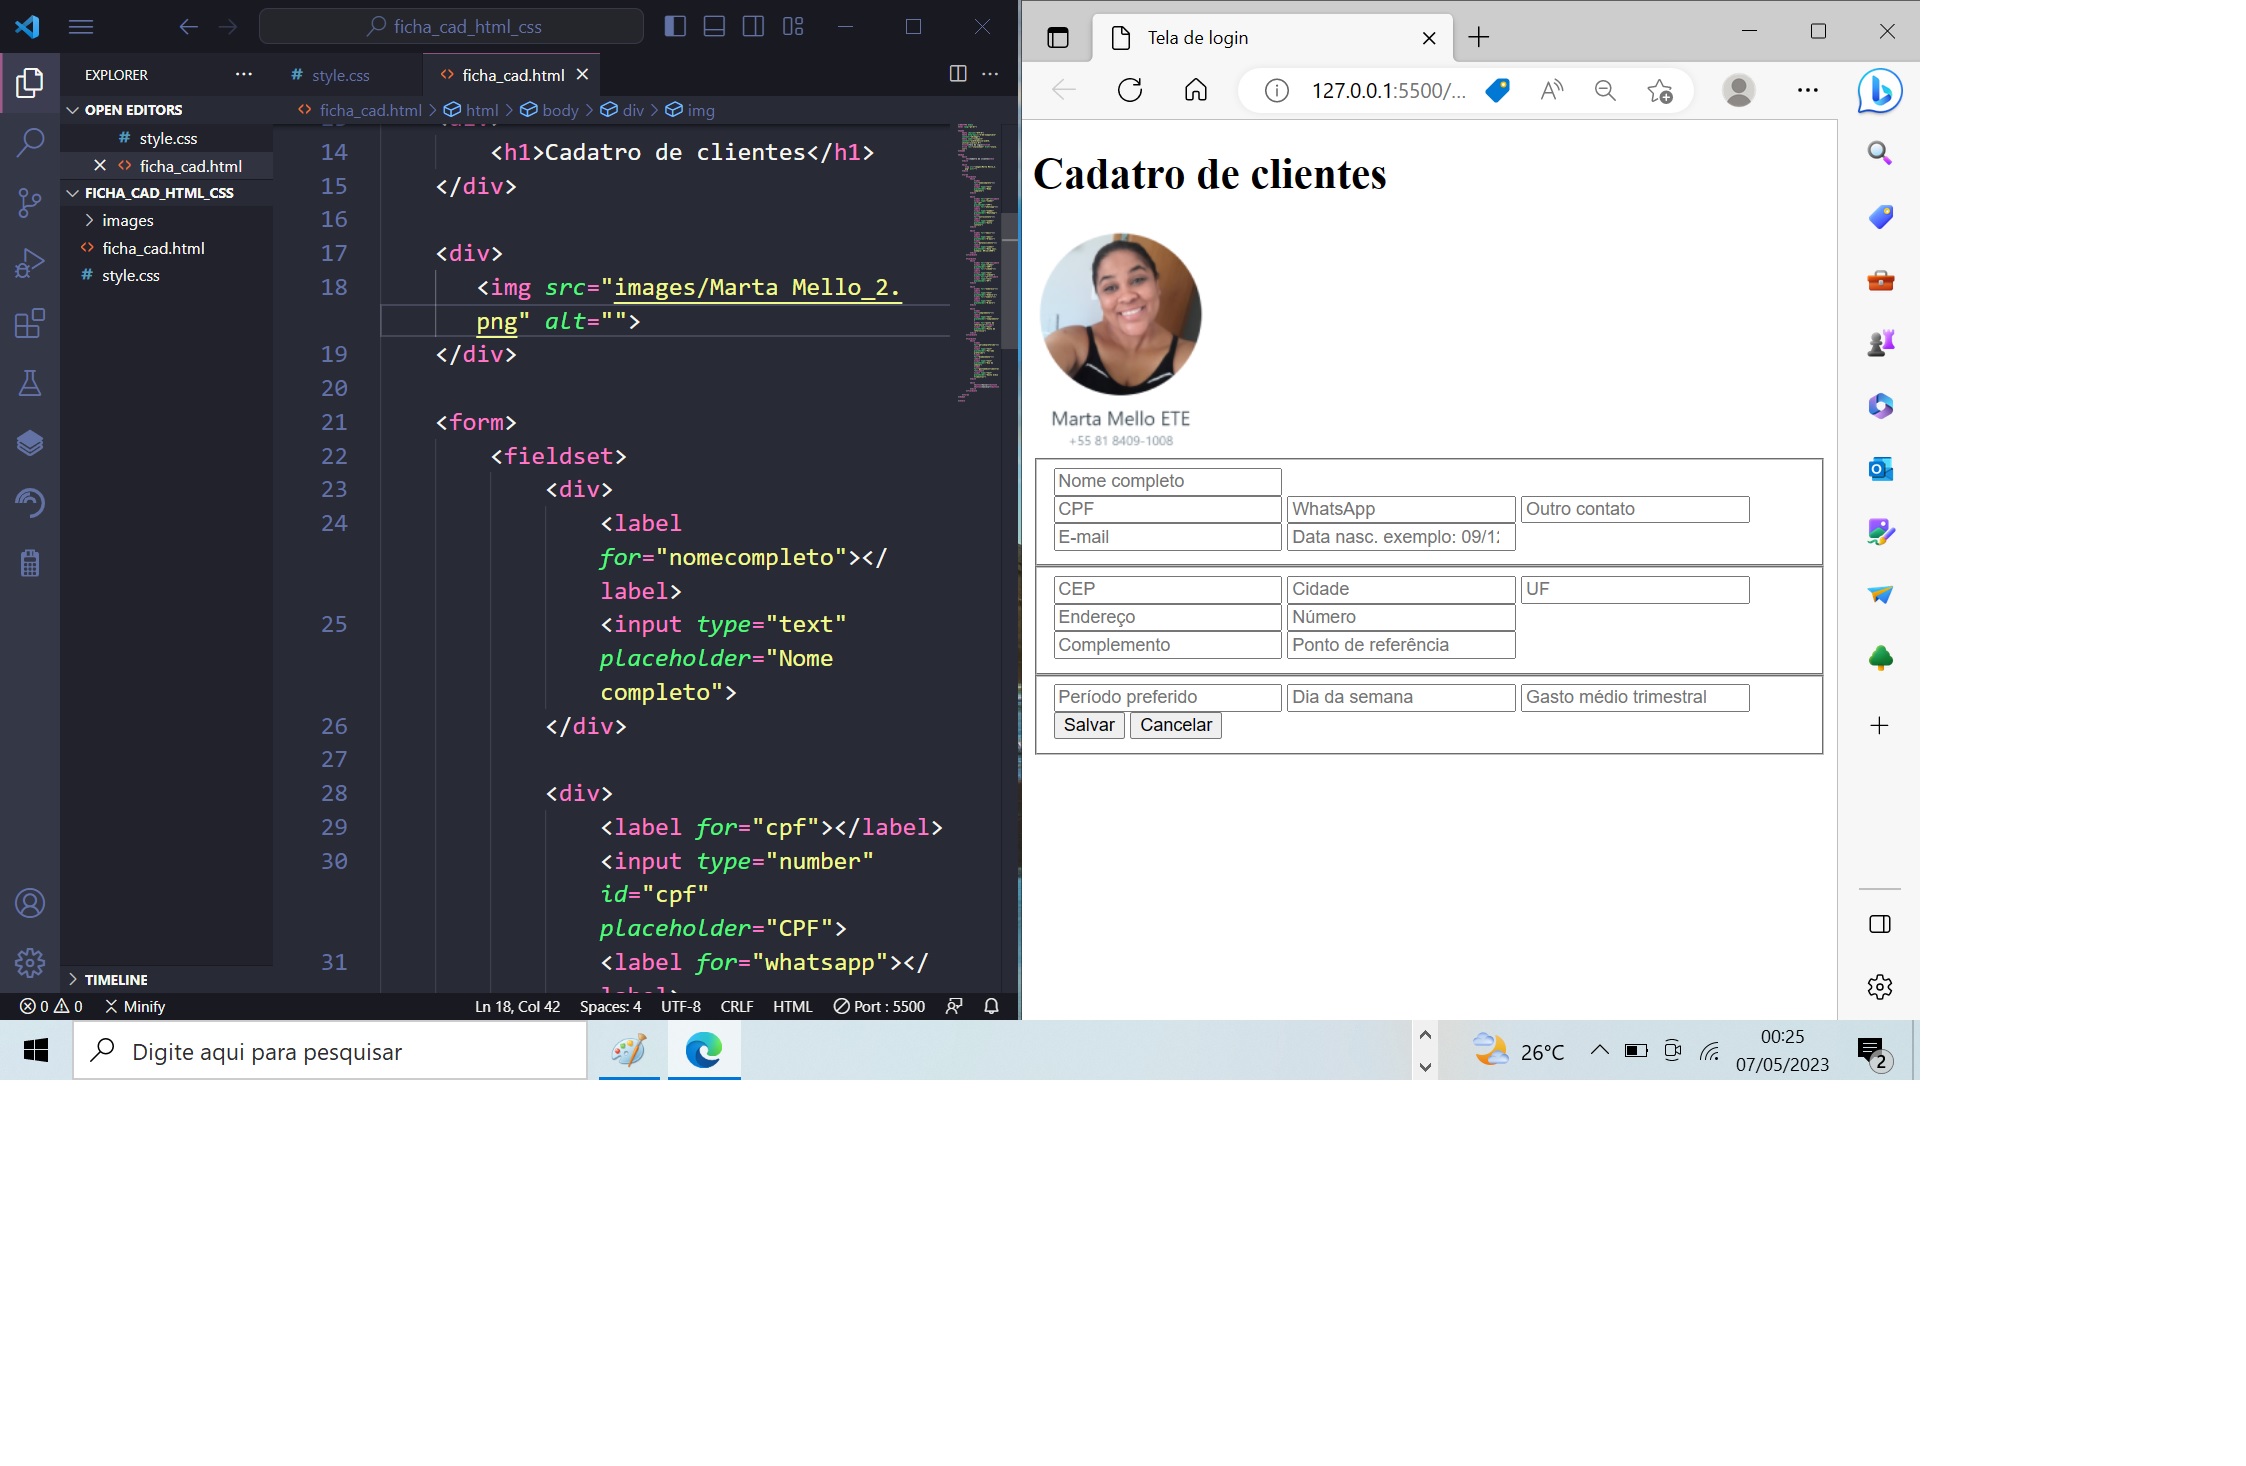 ficha_cad_html_css
EXPLORER
style.css
ficha_cad.html
OPEN EDITORS
style.css
ficha_cad.html
FICHA_CAD_HTML_CSS
images
ficha_cad.html
style.css
TIMELINE
ficha_cad.html > html > body > div > img
14 <h1>Cadatro de clientes</h1>
15 </div>
16
17 <div>
18 <img src="images/Marta Mello_2.
png" alt="">
19 </div>
20
21 <form>
22 <fieldset>
23 <div>
24 <label
for="nomecompleto"></
label>
25 <input type="text"
placeholder="Nome
completo">
26 </div>
27
28 <div>
29 <label for="cpf"></label>
30 <input type="number"
id="cpf"
placeholder="CPF">
31 <label for="whatsapp"></
label>
0 0 Minify Ln 18, Col 42 Spaces: 4 UTF-8 CRLF HTML Port : 5500
Tela de login
127.0.0.1:5500/...
Cadatro de clientes
Marta Mello ETE
+55 81 8409-1008
Nome completo
CPF WhatsApp Outro contato
E-mail Data nasc. exemplo: 09/12
CEP Cidade UF
Endereço Número
Complemento Ponto de referência
Período preferido Dia da semana Gasto médio trimestral
Salvar Cancelar
Digite aqui para pesquisar
26°C
00:25
07/05/2023
2